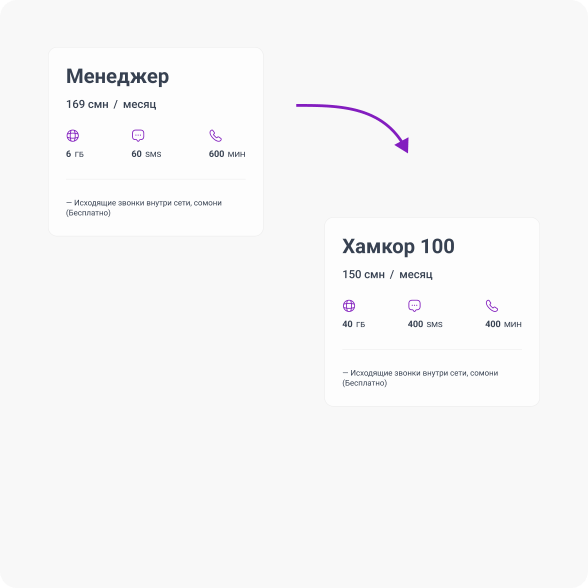 Менеджер
169 смн / месяц
6 ГБ 60 SMS 600 МИН
— Исходящие звонки внутри сети, сомони
(Бесплатно)
Хамкор 100
150 смн / месяц
40 ГБ 400 SMS 400 МИН
— Исходящие звонки внутри сети, сомони
(Бесплатно)